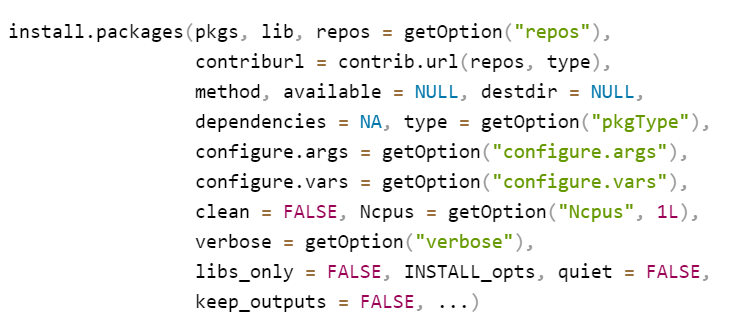 install.packages(pkgs, lib, repos = getOption("repos"),
                 contriburl = contrib.url(repos, type),
                 method, available = NULL, destdir = NULL,
                 dependencies = NA, type = getOption("pkgType"),
                 configure.args = getOption("configure.args"),
                 configure.vars = getOption("configure.vars"),
                 clean = FALSE, Ncpus = getOption("Ncpus", 1L),
                 verbose = getOption("verbose"),
                 libs_only = FALSE, INSTALL_opts, quiet = FALSE,
                 keep_outputs = FALSE, ...)